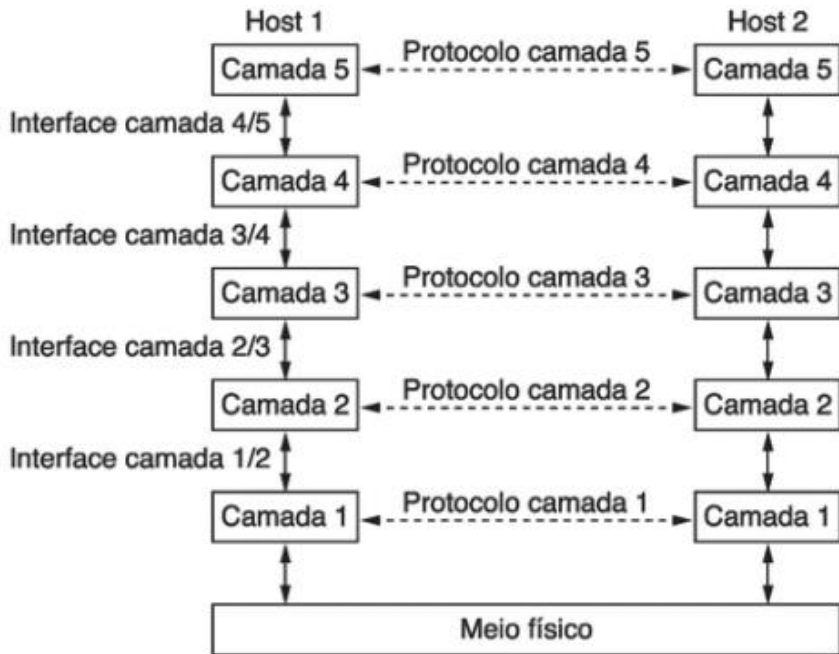 Host 1
Host 2
Camada 5
Protocolo camada 5
Camada 5
Interface camada 4/5
Camada 4
Protocolo camada 4
Camada 4
Interface camada 3/4
Camada 3
Protocolo camada 3
Camada 3
Interface camada 2/3
Camada 2
Protocolo camada 2
Camada 2
Interface camada 1/2
Camada 1
Protocolo camada 1
Camada 1
Meio físico